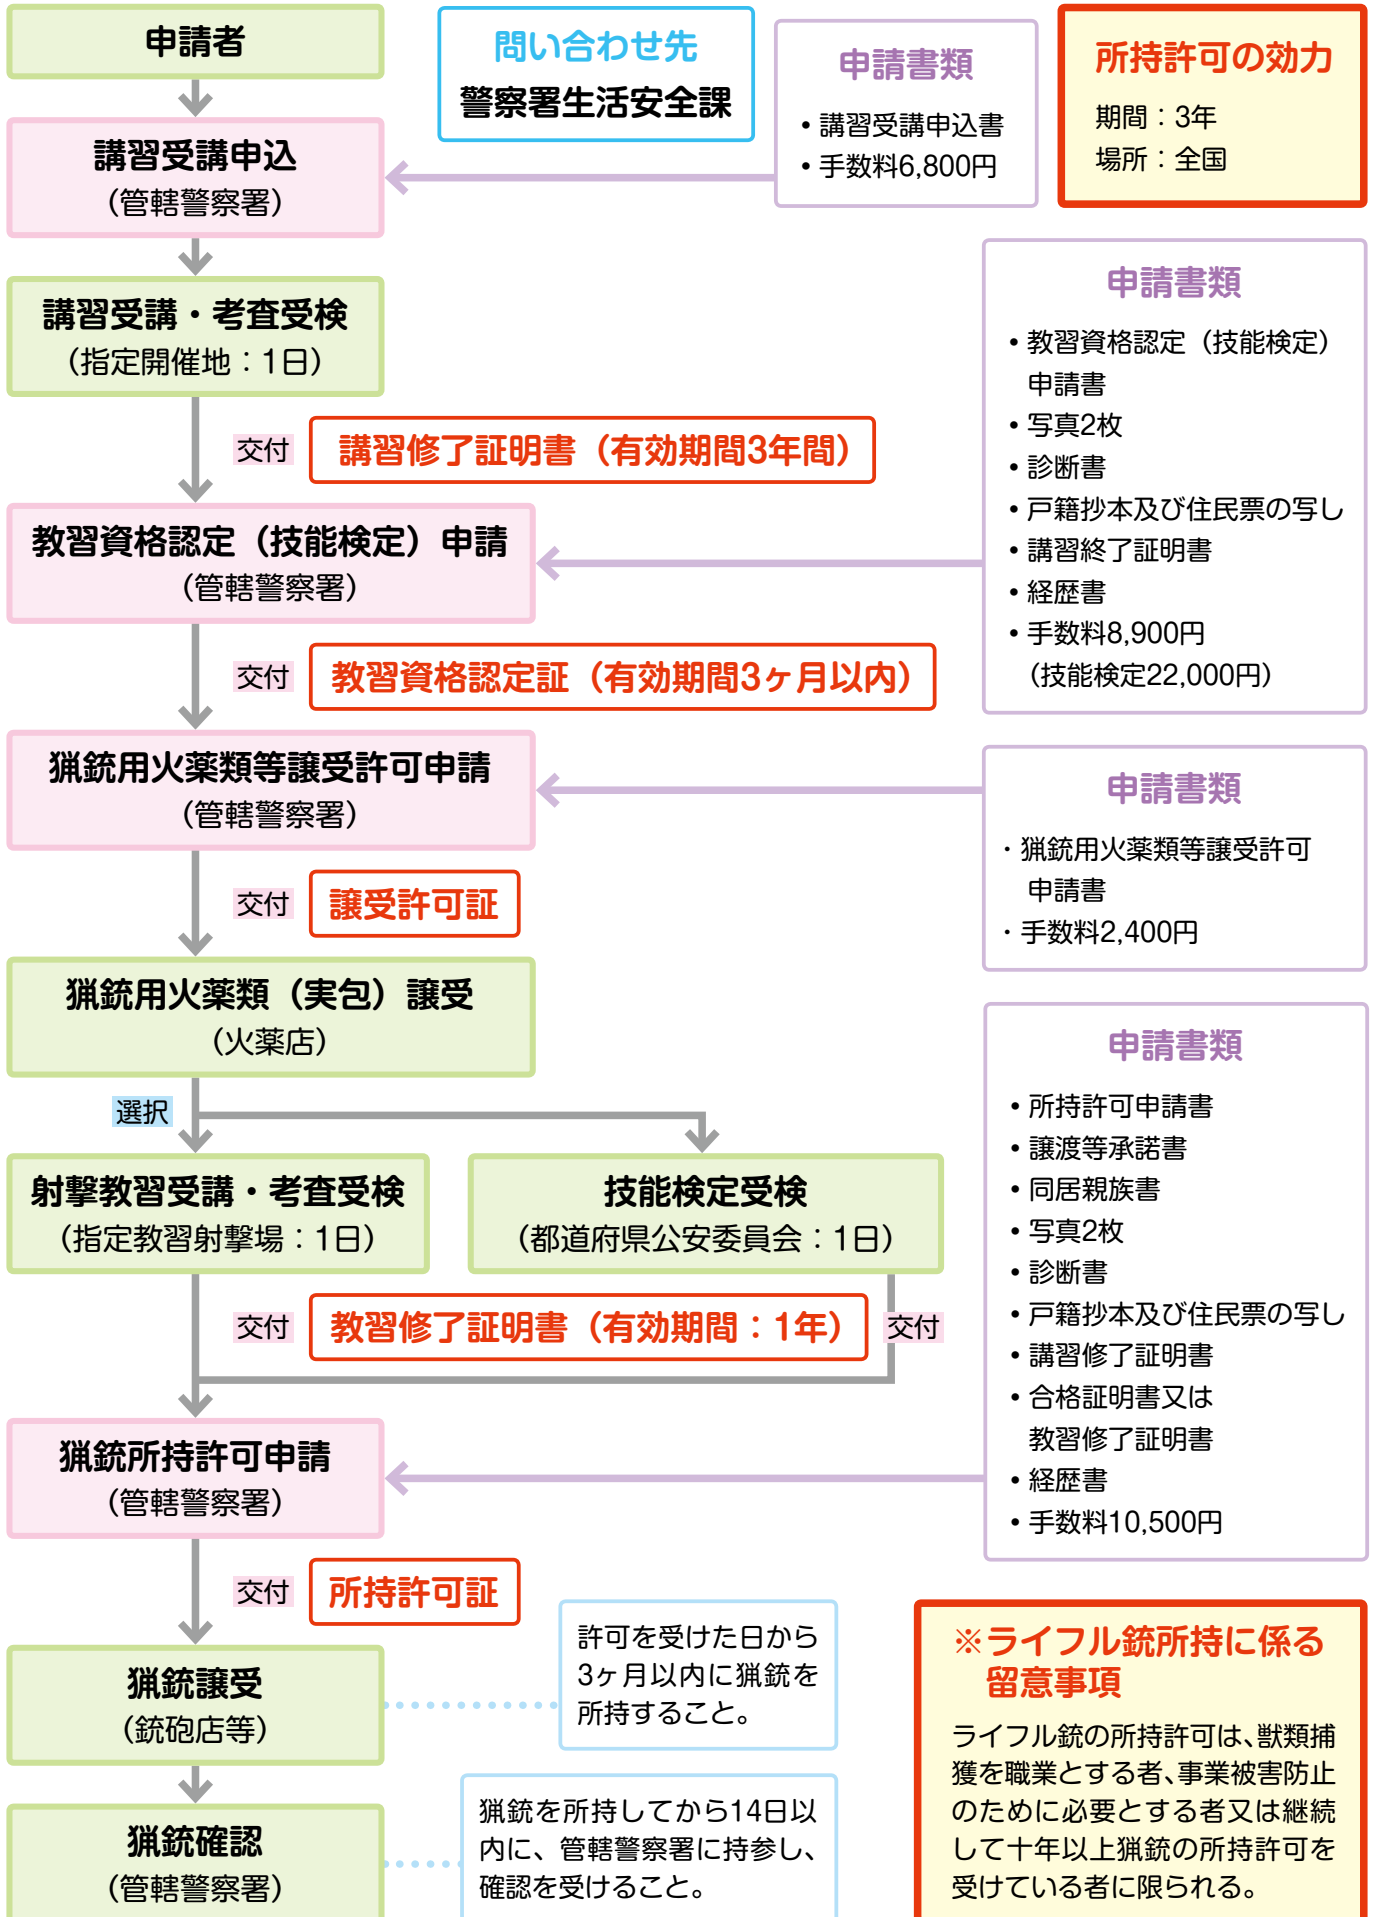 申請者
問い合わせ先
警察署生活安全課
申請書類
• 講習受講申込書
• 手数料6,800円
所持許可の効力
期間：3年
場所：全国
講習受講申込
（管轄警察署）
講習受講・考査受検
（指定開催地：1日）
交付
講習修了証明書（有効期間3年間）
申請書類
• 教習資格認定（技能検定）
申請書
• 写真2枚
• 診断書
• 戸籍抄本及び住民票の写し
• 講習終了証明書
• 経歴書
• 手数料8,900円
（技能検定22,000円）
教習資格認定（技能検定）申請
（管轄警察署）
交付
教習資格認定証（有効期間3ヶ月以内）
猟銃用火薬類等譲受許可申請
（管轄警察署）
申請書類
・猟銃用火薬類等譲受許可
申請書
・手数料2,400円
交付
譲受許可証
猟銃用火薬類（実包）譲受
（火薬店）
選択
射撃教習受講・考査受検
（指定教習射撃場：1日）
技能検定受検
（都道府県公安委員会：1日）
交付
教習修了証明書（有効期間：1年）
交付
申請書類
• 所持許可申請書
• 譲渡等承諾書
• 同居親族書
• 写真2枚
• 診断書
• 戸籍抄本及び住民票の写し
• 講習修了証明書
• 合格証明書又は
教習修了証明書
• 経歴書
• 手数料10,500円
猟銃所持許可申請
（管轄警察署）
交付
所持許可証
猟銃譲受
（銃砲店等）
許可を受けた日から
3ヶ月以内に猟銃を
所持すること。
猟銃確認
（管轄警察署）
猟銃を所持してから14日以
内に、管轄警察署に持参し、
確認を受けること。
※ライフル銃所持に係る
留意事項
ライフル銃の所持許可は、獣類捕
獲を職業とする者、事業被害防止
のために必要とする者又は継続
して十年以上猟銃の所持許可を
受けている者に限られる。